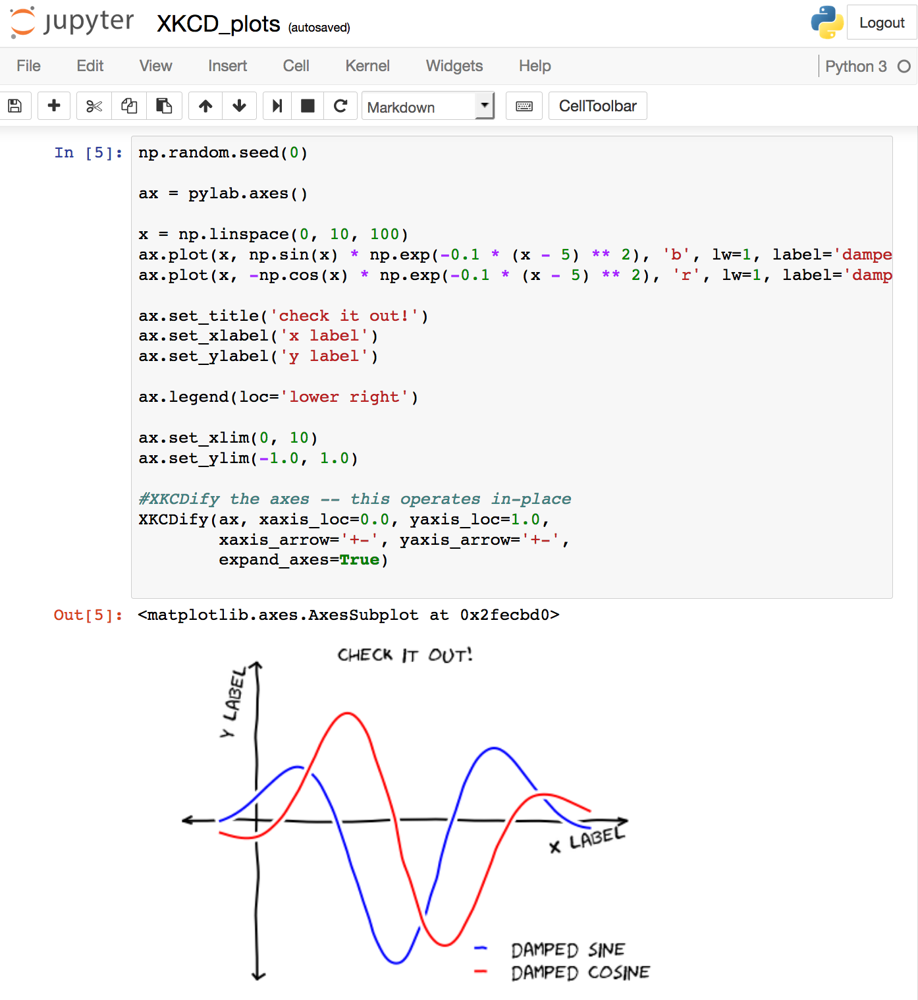 jupyter XKCD_plots (autosaved) Logout
File Edit View Insert Cell Kernel Widgets Help Python 3
Markdown CellToolbar
In [5]: np.random.seed(0)
ax = pylab.axes()
x = np.linspace(0, 10, 100)
ax.plot(x, np.sin(x) * np.exp(-0.1 * (x - 5) ** 2), 'b', lw=1, label='dampe
ax.plot(x, -np.cos(x) * np.exp(-0.1 * (x - 5) ** 2), 'r', lw=1, label='damp
ax.set_title('check it out!')
ax.set_xlabel('x label')
ax.set_ylabel('y label')
ax.legend(loc='lower right')
ax.set_xlim(0, 10)
ax.set_ylim(-1.0, 1.0)
#XKCDify the axes -- this operates in-place
XKCDify(ax, xaxis_loc=0.0, yaxis_loc=1.0,
xaxis_arrow='+-', yaxis_arrow='+-',
expand_axes=True)
Out[5]: <matplotlib.axes.AxesSubplot at 0x2fecbd0>
CHECK IT OUT!
Y LABEL
X LABEL
DAMPED SINE
DAMPED COSINE